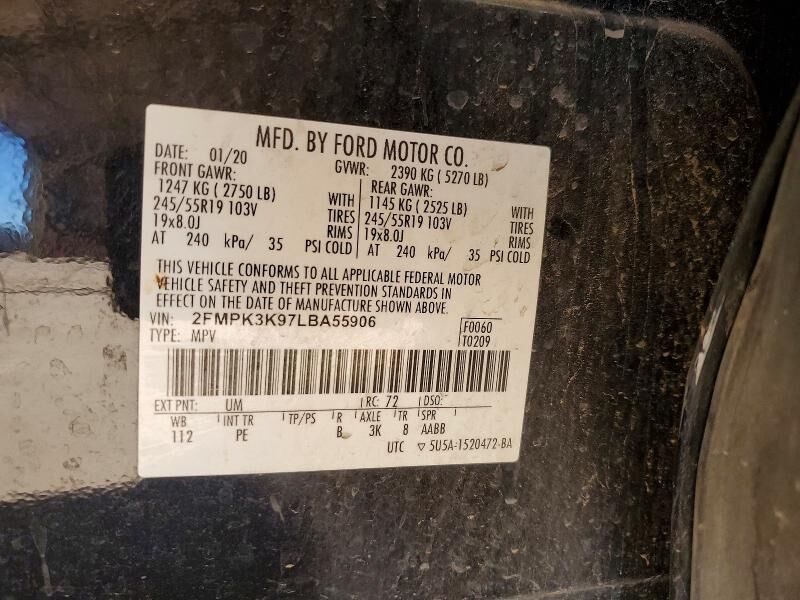 MFD. BY FORD MOTOR CO.
DATE: 01/20 GVWR: 2390 KG ( 5270 LB)
FRONT GAWR: REAR GAWR:
1247 KG ( 2750 LB) WITH 1145 KG ( 2525 LB) WITH
245/55R19 103V TIRES 245/55R19 103V TIRES
19x8.0J RIMS 19x8.0J RIMS
AT 240 kPa/ 35 PSI COLD AT 240 kPa/ 35 PSI COLD
THIS VEHICLE CONFORMS TO ALL APPLICABLE FEDERAL MOTOR
VEHICLE SAFETY AND THEFT PREVENTION STANDARDS IN
EFFECT ON THE DATE OF MANUFACTURE SHOWN ABOVE.
VIN: 2FMPK3K97LBA55906 F0060
TYPE: MPV T0209
EXT PNT: UM RC: 72 DSO:
WB INT TR TP/PS R AXLE TR SPR
112 PE B 3K 8 AABB
UTC ▽ 5U5A-1520472-BA